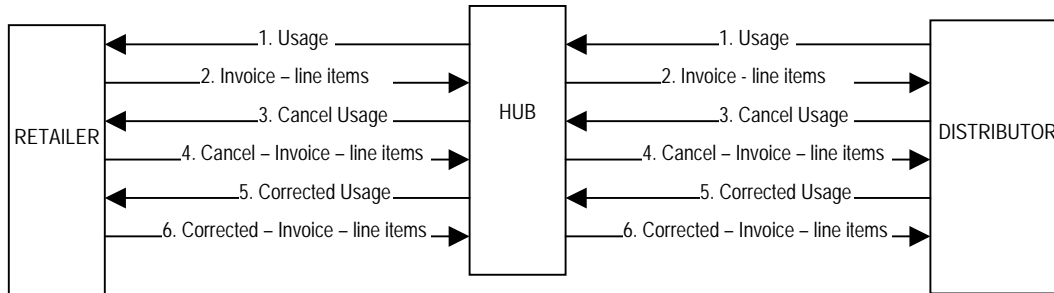 1. Usage
1. Usage
2. Invoice – line items
2. Invoice - line items
3. Cancel Usage
HUB
3. Cancel Usage
RETAILER
DISTRIBUTOR
4. Cancel – Invoice – line items
4. Cancel – Invoice – line items
5. Corrected Usage
5. Corrected Usage
6. Corrected – Invoice – line items
6. Corrected – Invoice – line items